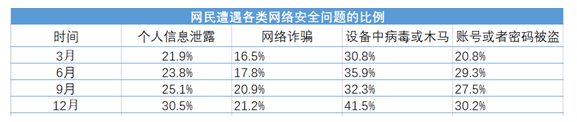 网民遭遇各类网络安全问题的比例
时间 个人信息泄露 网络诈骗 设备中病毒或木马 账号或者密码被盗
3月 21.9% 16.5% 30.8% 20.8%
6月 23.8% 17.8% 35.9% 29.3%
9月 25.1% 20.9% 32.3% 27.5%
12月 30.5% 21.2% 41.5% 30.2%